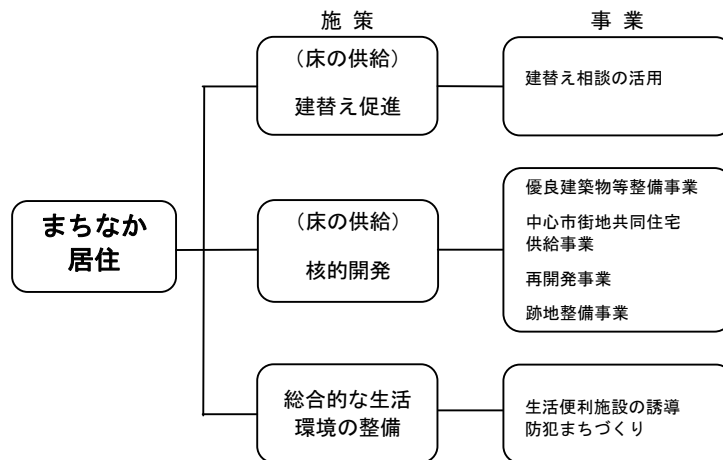 施 策
事 業
まちなか
居住
（床の供給）
建替え促進
建替え相談の活用
（床の供給）
核的開発
優良建築物等整備事業
中心市街地共同住宅
供給事業
再開発事業
跡地整備事業
総合的な生活
環境の整備
生活便利施設の誘導
防犯まちづくり